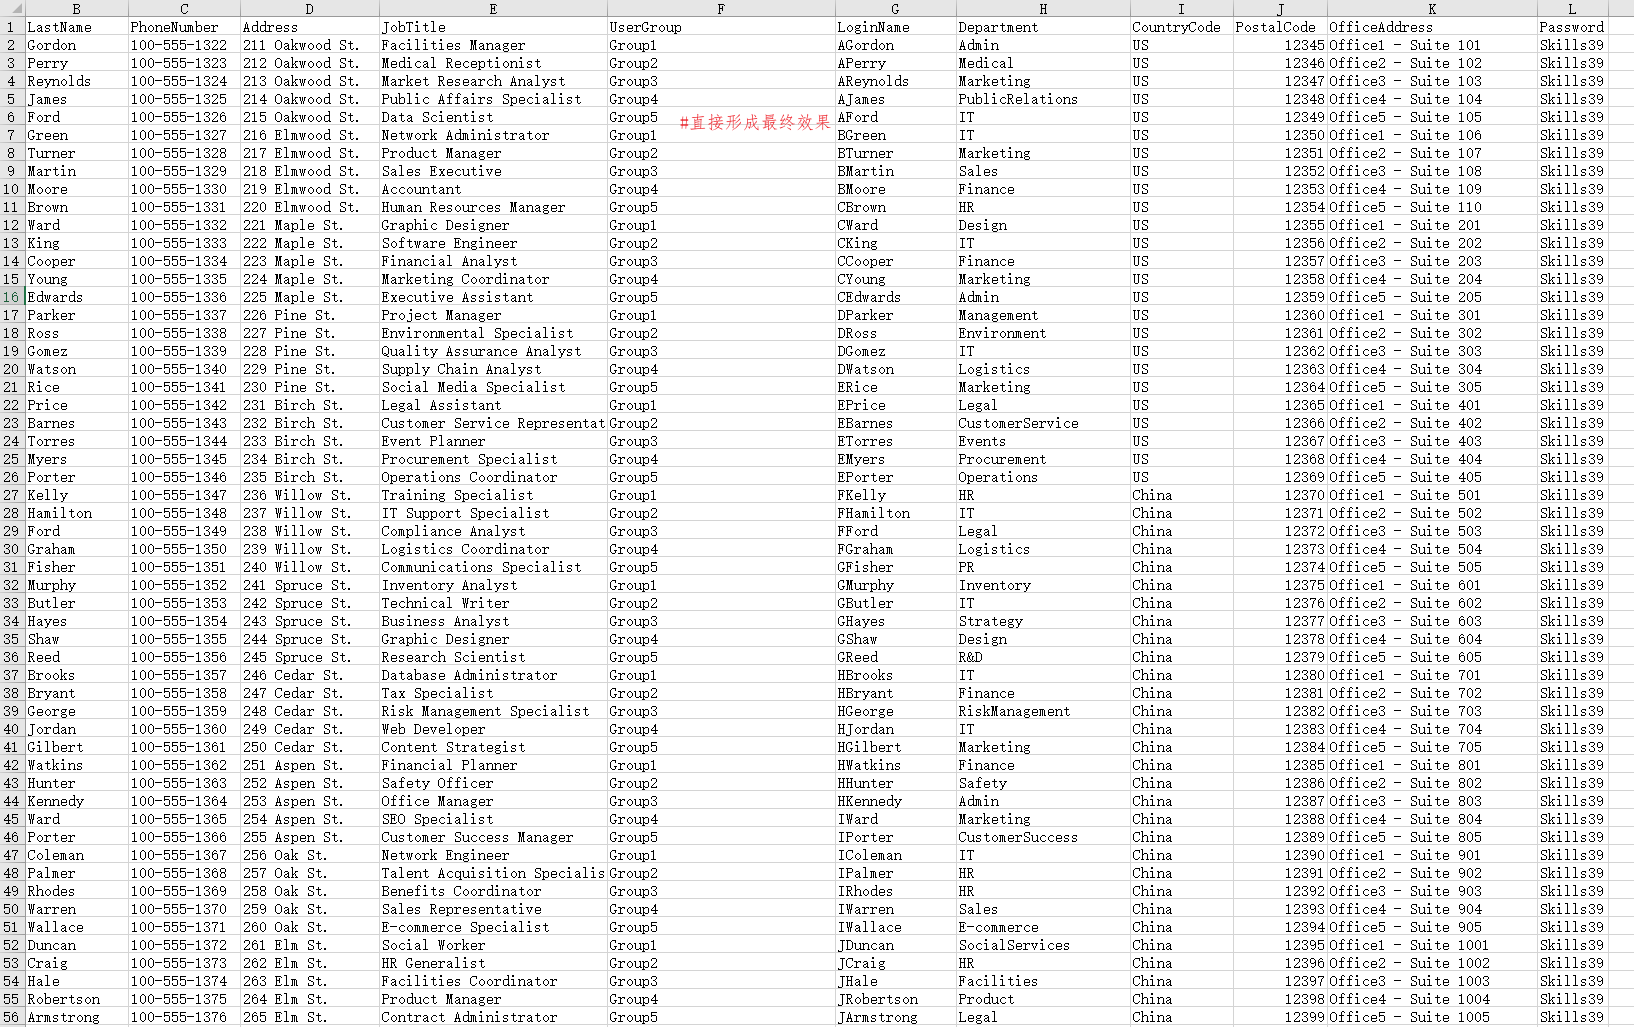 B C D E F G H I J K L
1 LastName PhoneNumber Address JobTitle UserGroup LoginName Department CountryCode PostalCode OfficeAddress Password
2 Gordon 100-555-1322 211 Oakwood St. Facilities Manager Group1 AGordon Admin US 12345 Office1 - Suite 101 Skills39
3 Perry 100-555-1323 212 Oakwood St. Medical Receptionist Group2 APerry Medical US 12346 Office2 - Suite 102 Skills39
4 Reynolds 100-555-1324 213 Oakwood St. Market Research Analyst Group3 AReynolds Marketing US 12347 Office3 - Suite 103 Skills39
5 James 100-555-1325 214 Oakwood St. Public Affairs Specialist Group4 AJames PublicRelations US 12348 Office4 - Suite 104 Skills39
6 Ford 100-555-1326 215 Oakwood St. Data Scientist Group5 AFord IT US 12349 Office5 - Suite 105 Skills39
#直接形成最终效果
7 Green 100-555-1327 216 Elmwood St. Network Administrator Group1 BGreen IT US 12350 Office1 - Suite 106 Skills39
8 Turner 100-555-1328 217 Elmwood St. Product Manager Group2 BTurner Marketing US 12351 Office2 - Suite 107 Skills39
9 Martin 100-555-1329 218 Elmwood St. Sales Executive Group3 BMartin Sales US 12352 Office3 - Suite 108 Skills39
10 Moore 100-555-1330 219 Elmwood St. Accountant Group4 BMoore Finance US 12353 Office4 - Suite 109 Skills39
11 Brown 100-555-1331 220 Elmwood St. Human Resources Manager Group5 CBrown HR US 12354 Office5 - Suite 110 Skills39
12 Ward 100-555-1332 221 Maple St. Graphic Designer Group1 CWard Design US 12355 Office1 - Suite 201 Skills39
13 King 100-555-1333 222 Maple St. Software Engineer Group2 CKing IT US 12356 Office2 - Suite 202 Skills39
14 Cooper 100-555-1334 223 Maple St. Financial Analyst Group3 CCooper Finance US 12357 Office3 - Suite 203 Skills39
15 Young 100-555-1335 224 Maple St. Marketing Coordinator Group4 CYoung Marketing US 12358 Office4 - Suite 204 Skills39
16 Edwards 100-555-1336 225 Maple St. Executive Assistant Group5 CEdwards Admin US 12359 Office5 - Suite 205 Skills39
17 Parker 100-555-1337 226 Pine St. Project Manager Group1 DParker Management US 12360 Office1 - Suite 301 Skills39
18 Ross 100-555-1338 227 Pine St. Environmental Specialist Group2 DRoss Environment US 12361 Office2 - Suite 302 Skills39
19 Gomez 100-555-1339 228 Pine St. Quality Assurance Analyst Group3 DGomez IT US 12362 Office3 - Suite 303 Skills39
20 Watson 100-555-1340 229 Pine St. Supply Chain Analyst Group4 DWatson Logistics US 12363 Office4 - Suite 304 Skills39
21 Rice 100-555-1341 230 Pine St. Social Media Specialist Group5 ERice Marketing US 12364 Office5 - Suite 305 Skills39
22 Price 100-555-1342 231 Birch St. Legal Assistant Group1 EPrice Legal US 12365 Office1 - Suite 401 Skills39
23 Barnes 100-555-1343 232 Birch St. Customer Service Representat Group2 EBarnes CustomerService US 12366 Office2 - Suite 402 Skills39
24 Torres 100-555-1344 233 Birch St. Event Planner Group3 ETorres Events US 12367 Office3 - Suite 403 Skills39
25 Myers 100-555-1345 234 Birch St. Procurement Specialist Group4 EMyers Procurement US 12368 Office4 - Suite 404 Skills39
26 Porter 100-555-1346 235 Birch St. Operations Coordinator Group5 EPorter Operations US 12369 Office5 - Suite 405 Skills39
27 Kelly 100-555-1347 236 Willow St. Training Specialist Group1 FKelly HR China 12370 Office1 - Suite 501 Skills39
28 Hamilton 100-555-1348 237 Willow St. IT Support Specialist Group2 FHamilton IT China 12371 Office2 - Suite 502 Skills39
29 Ford 100-555-1349 238 Willow St. Compliance Analyst Group3 FFord Legal China 12372 Office3 - Suite 503 Skills39
30 Graham 100-555-1350 239 Willow St. Logistics Coordinator Group4 FGraham Logistics China 12373 Office4 - Suite 504 Skills39
31 Fisher 100-555-1351 240 Willow St. Communications Specialist Group5 GFisher PR China 12374 Office5 - Suite 505 Skills39
32 Murphy 100-555-1352 241 Spruce St. Inventory Analyst Group1 GMurphy Inventory China 12375 Office1 - Suite 601 Skills39
33 Butler 100-555-1353 242 Spruce St. Technical Writer Group2 GButler IT China 12376 Office2 - Suite 602 Skills39
34 Hayes 100-555-1354 243 Spruce St. Business Analyst Group3 GHayes Strategy China 12377 Office3 - Suite 603 Skills39
35 Shaw 100-555-1355 244 Spruce St. Graphic Designer Group4 GShaw Design China 12378 Office4 - Suite 604 Skills39
36 Reed 100-555-1356 245 Spruce St. Research Scientist Group5 GReed R&D China 12379 Office5 - Suite 605 Skills39
37 Brooks 100-555-1357 246 Cedar St. Database Administrator Group1 HBrooks IT China 12380 Office1 - Suite 701 Skills39
38 Bryant 100-555-1358 247 Cedar St. Tax Specialist Group2 HBryant Finance China 12381 Office2 - Suite 702 Skills39
39 George 100-555-1359 248 Cedar St. Risk Management Specialist Group3 HGeorge RiskManagement China 12382 Office3 - Suite 703 Skills39
40 Jordan 100-555-1360 249 Cedar St. Web Developer Group4 HJordan IT China 12383 Office4 - Suite 704 Skills39
41 Gilbert 100-555-1361 250 Cedar St. Content Strategist Group5 HGilbert Marketing China 12384 Office5 - Suite 705 Skills39
42 Watkins 100-555-1362 251 Aspen St. Financial Planner Group1 HWatkins Finance China 12385 Office1 - Suite 801 Skills39
43 Hunter 100-555-1363 252 Aspen St. Safety Officer Group2 HHunter Safety China 12386 Office2 - Suite 802 Skills39
44 Kennedy 100-555-1364 253 Aspen St. Office Manager Group3 HKennedy Admin China 12387 Office3 - Suite 803 Skills39
45 Ward 100-555-1365 254 Aspen St. SEO Specialist Group4 IWard Marketing China 12388 Office4 - Suite 804 Skills39
46 Porter 100-555-1366 255 Aspen St. Customer Success Manager Group5 IPorter CustomerSuccess China 12389 Office5 - Suite 805 Skills39
47 Coleman 100-555-1367 256 Oak St. Network Engineer Group1 IColeman IT China 12390 Office1 - Suite 901 Skills39
48 Palmer 100-555-1368 257 Oak St. Talent Acquisition Specialis Group2 IPalmer HR China 12391 Office2 - Suite 902 Skills39
49 Rhodes 100-555-1369 258 Oak St. Benefits Coordinator Group3 IRhodes HR China 12392 Office3 - Suite 903 Skills39
50 Warren 100-555-1370 259 Oak St. Sales Representative Group4 IWarren Sales China 12393 Office4 - Suite 904 Skills39
51 Wallace 100-555-1371 260 Oak St. E-commerce Specialist Group5 IWallace E-commerce China 12394 Office5 - Suite 905 Skills39
52 Duncan 100-555-1372 261 Elm St. Social Worker Group1 JDuncan SocialServices China 12395 Office1 - Suite 1001 Skills39
53 Craig 100-555-1373 262 Elm St. HR Generalist Group2 JCraig HR China 12396 Office2 - Suite 1002 Skills39
54 Hale 100-555-1374 263 Elm St. Facilities Coordinator Group3 JHale Facilities China 12397 Office3 - Suite 1003 Skills39
55 Robertson 100-555-1375 264 Elm St. Product Manager Group4 JRobertson Product China 12398 Office4 - Suite 1004 Skills39
56 Armstrong 100-555-1376 265 Elm St. Contract Administrator Group5 JArmstrong Legal China 12399 Office5 - Suite 1005 Skills39